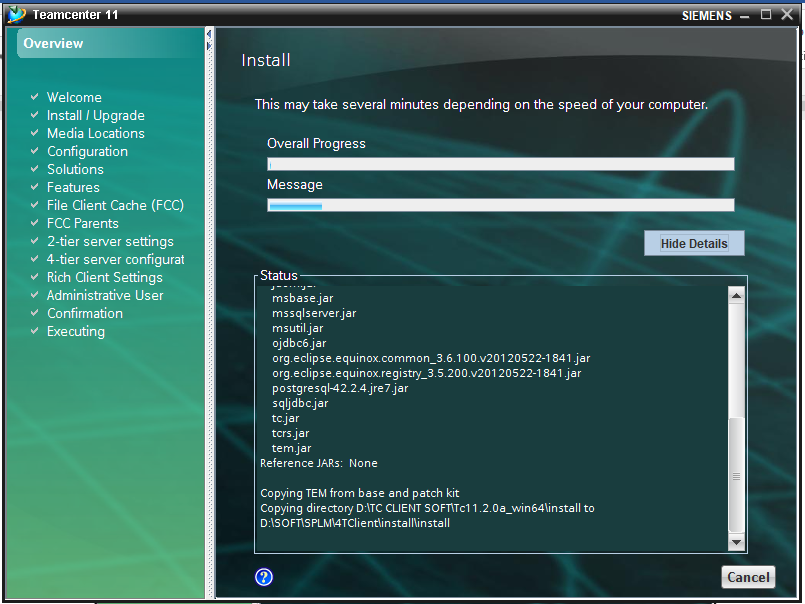 Teamcenter 11
SIEMENS
Overview
Welcome
Install / Upgrade
Media Locations
Configuration
Solutions
Features
File Client Cache (FCC)
FCC Parents
2-tier server settings
4-tier server configurat
Rich Client Settings
Administrative User
Confirmation
Executing
Install
This may take several minutes depending on the speed of your computer.
Overall Progress
Message
Hide Details
Status
msbase.jar
mssqlserver.jar
msutil.jar
ojdbc6.jar
org.eclipse.equinox.common_3.6.100.v20120522-1841.jar
org.eclipse.equinox.registry_3.5.200.v20120522-1841.jar
postgresql-42.2.4.jre7.jar
sqljdbc.jar
tc.jar
tcrs.jar
tem.jar
Reference JARs: None
Copying TEM from base and patch kit
Copying directory D:\TC CLIENT SOFT\Tc11.2.0a_win64\install to
D:\SOFT\SPLM\4TClient\install\install
?
Cancel